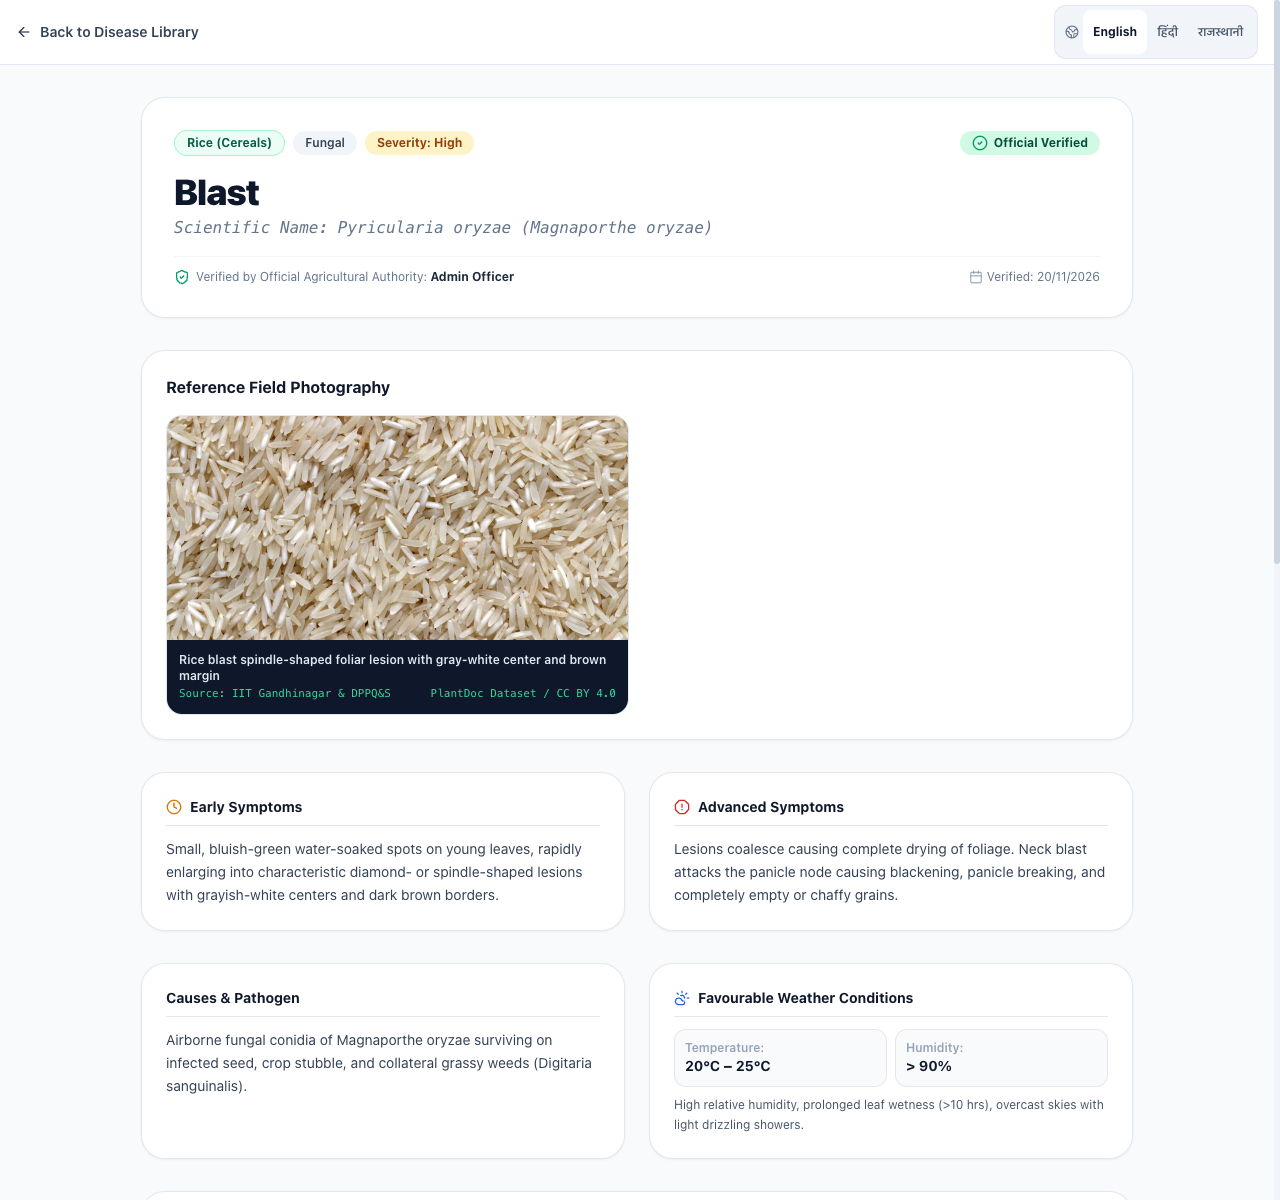 Back to Disease Library
English
हिंदी
राजस्थानी
Rice (Cereals)
Fungal
Severity: High
Official Verified
Blast
Scientific Name: Pyricularia oryzae (Magnaporthe oryzae)
Verified by Official Agricultural Authority: Admin Officer
Verified: 20/11/2026
Reference Field Photography
Rice blast spindle-shaped foliar lesion with gray-white center and brown
margin
Source: IIT Gandhinagar & DPPQ&S
PlantDoc Dataset / CC BY 4.0
Early Symptoms
Small, bluish-green water-soaked spots on young leaves, rapidly
enlarging into characteristic diamond- or spindle-shaped lesions
with grayish-white centers and dark brown borders.
Advanced Symptoms
Lesions coalesce causing complete drying of foliage. Neck blast
attacks the panicle node causing blackening, panicle breaking, and
completely empty or chaffy grains.
Causes & Pathogen
Airborne fungal conidia of Magnaporthe oryzae surviving on
infected seed, crop stubble, and collateral grassy weeds (Digitaria
sanguinalis).
Favourable Weather Conditions
Temperature:
20°C – 25°C
Humidity:
> 90%
High relative humidity, prolonged leaf wetness (>10 hrs), overcast skies with
light drizzling showers.